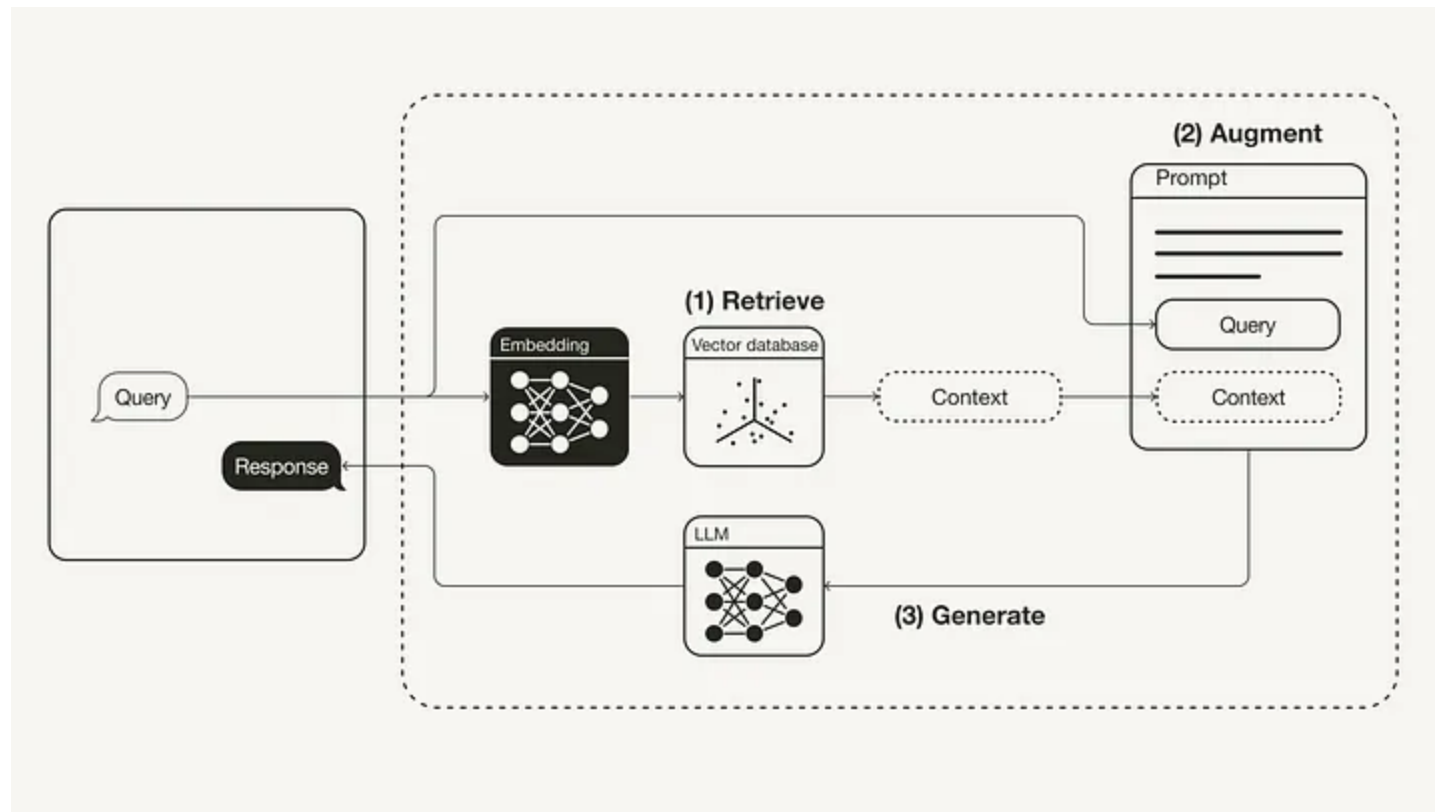 (2) Augment
Prompt
(1) Retrieve
Query
Embedding
Vector database
Query
Context
Context
Response
LLM
(3) Generate